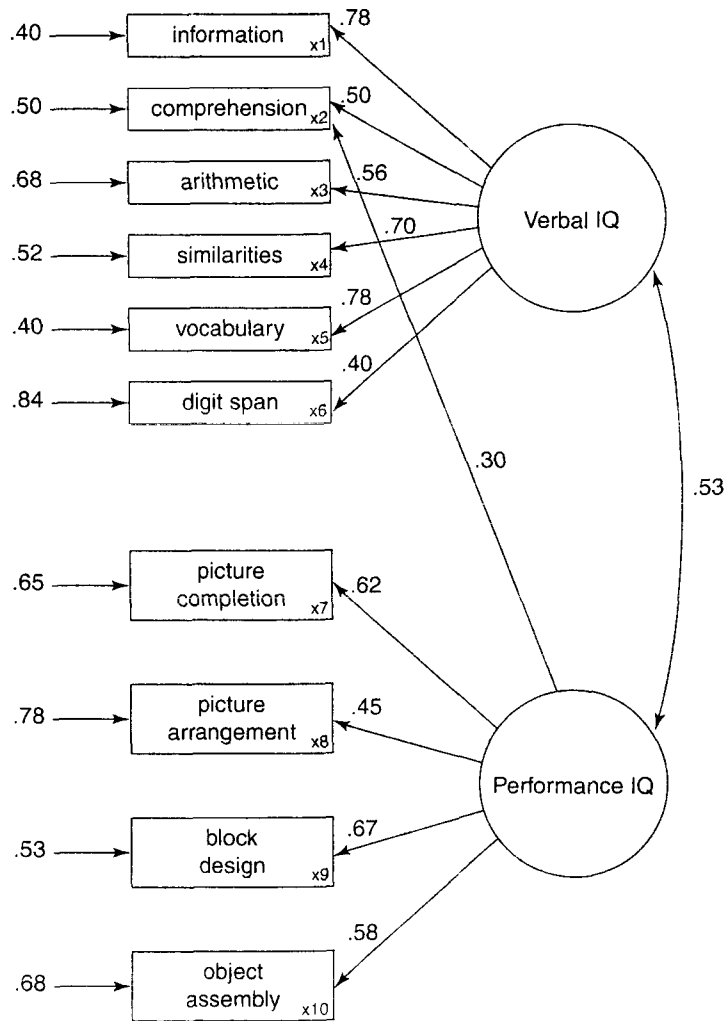 .78
.40
information
x1
.50
.50
comprehension
x2
.56
.68
arithmetic
x3
Verbal IQ
.70
.52
similarities
x4
.78
.40
vocabulary
x5
.40
.84
digit span
x6
.30
.53
.65
picture
completion
x7
.62
.45
.78
picture
arrangement
x8
Performance IQ
.67
.53
block
design
x9
.58
.68
object
assembly
x10